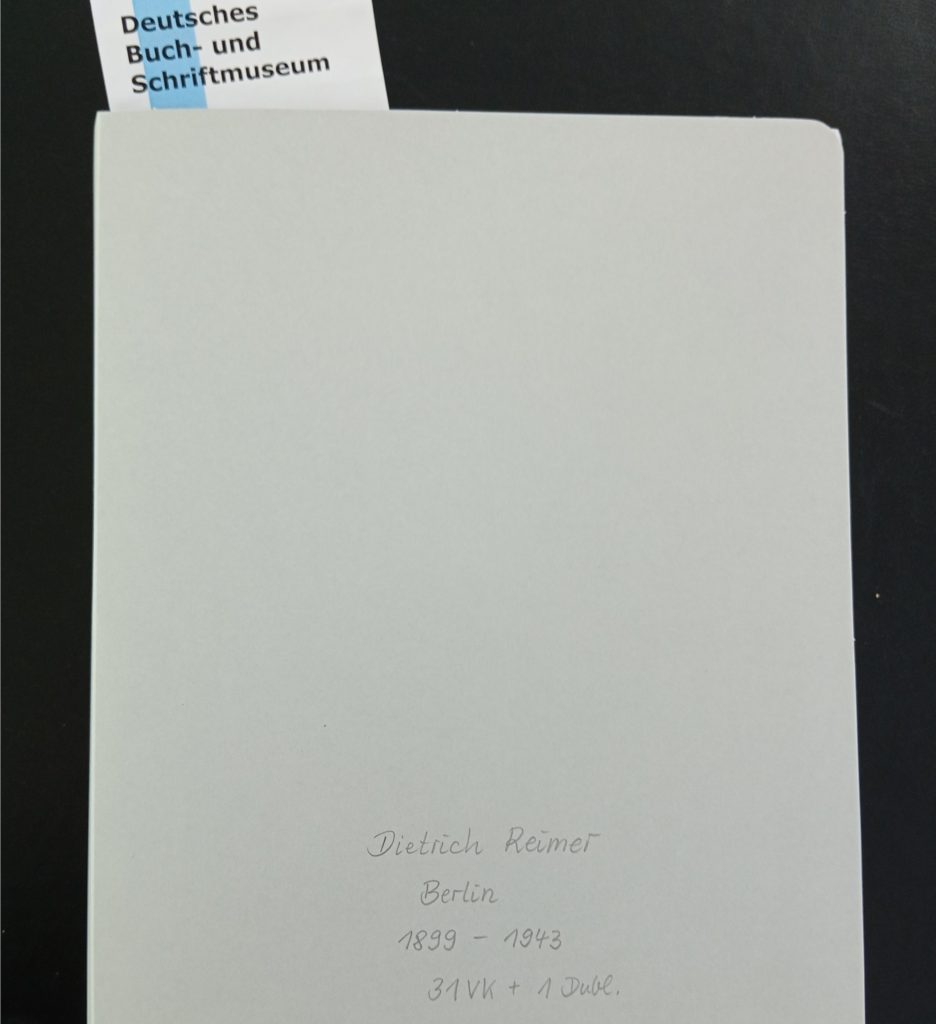 Deutsches
Buch- und
Schriftmuseum
Dietrich Reimer
Berlin
1899 - 1943
31 VK + 1 Dubl.